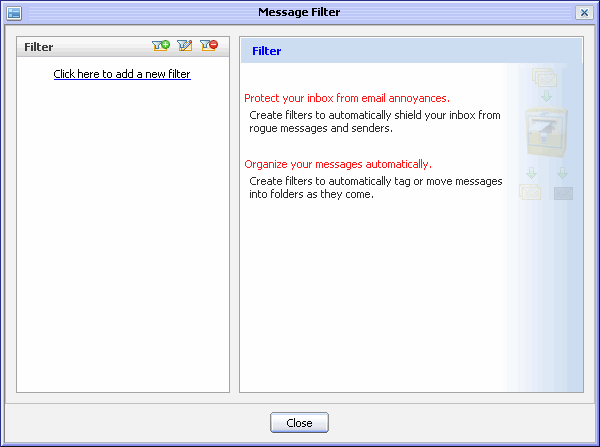 Message Filter
Filter
Click here to add a new filter
Filter
Protect your inbox from email annoyances.
Create filters to automatically shield your inbox from
rogue messages and senders.
Organize your messages automatically.
Create filters to automatically tag or move messages
into folders as they come.
Close